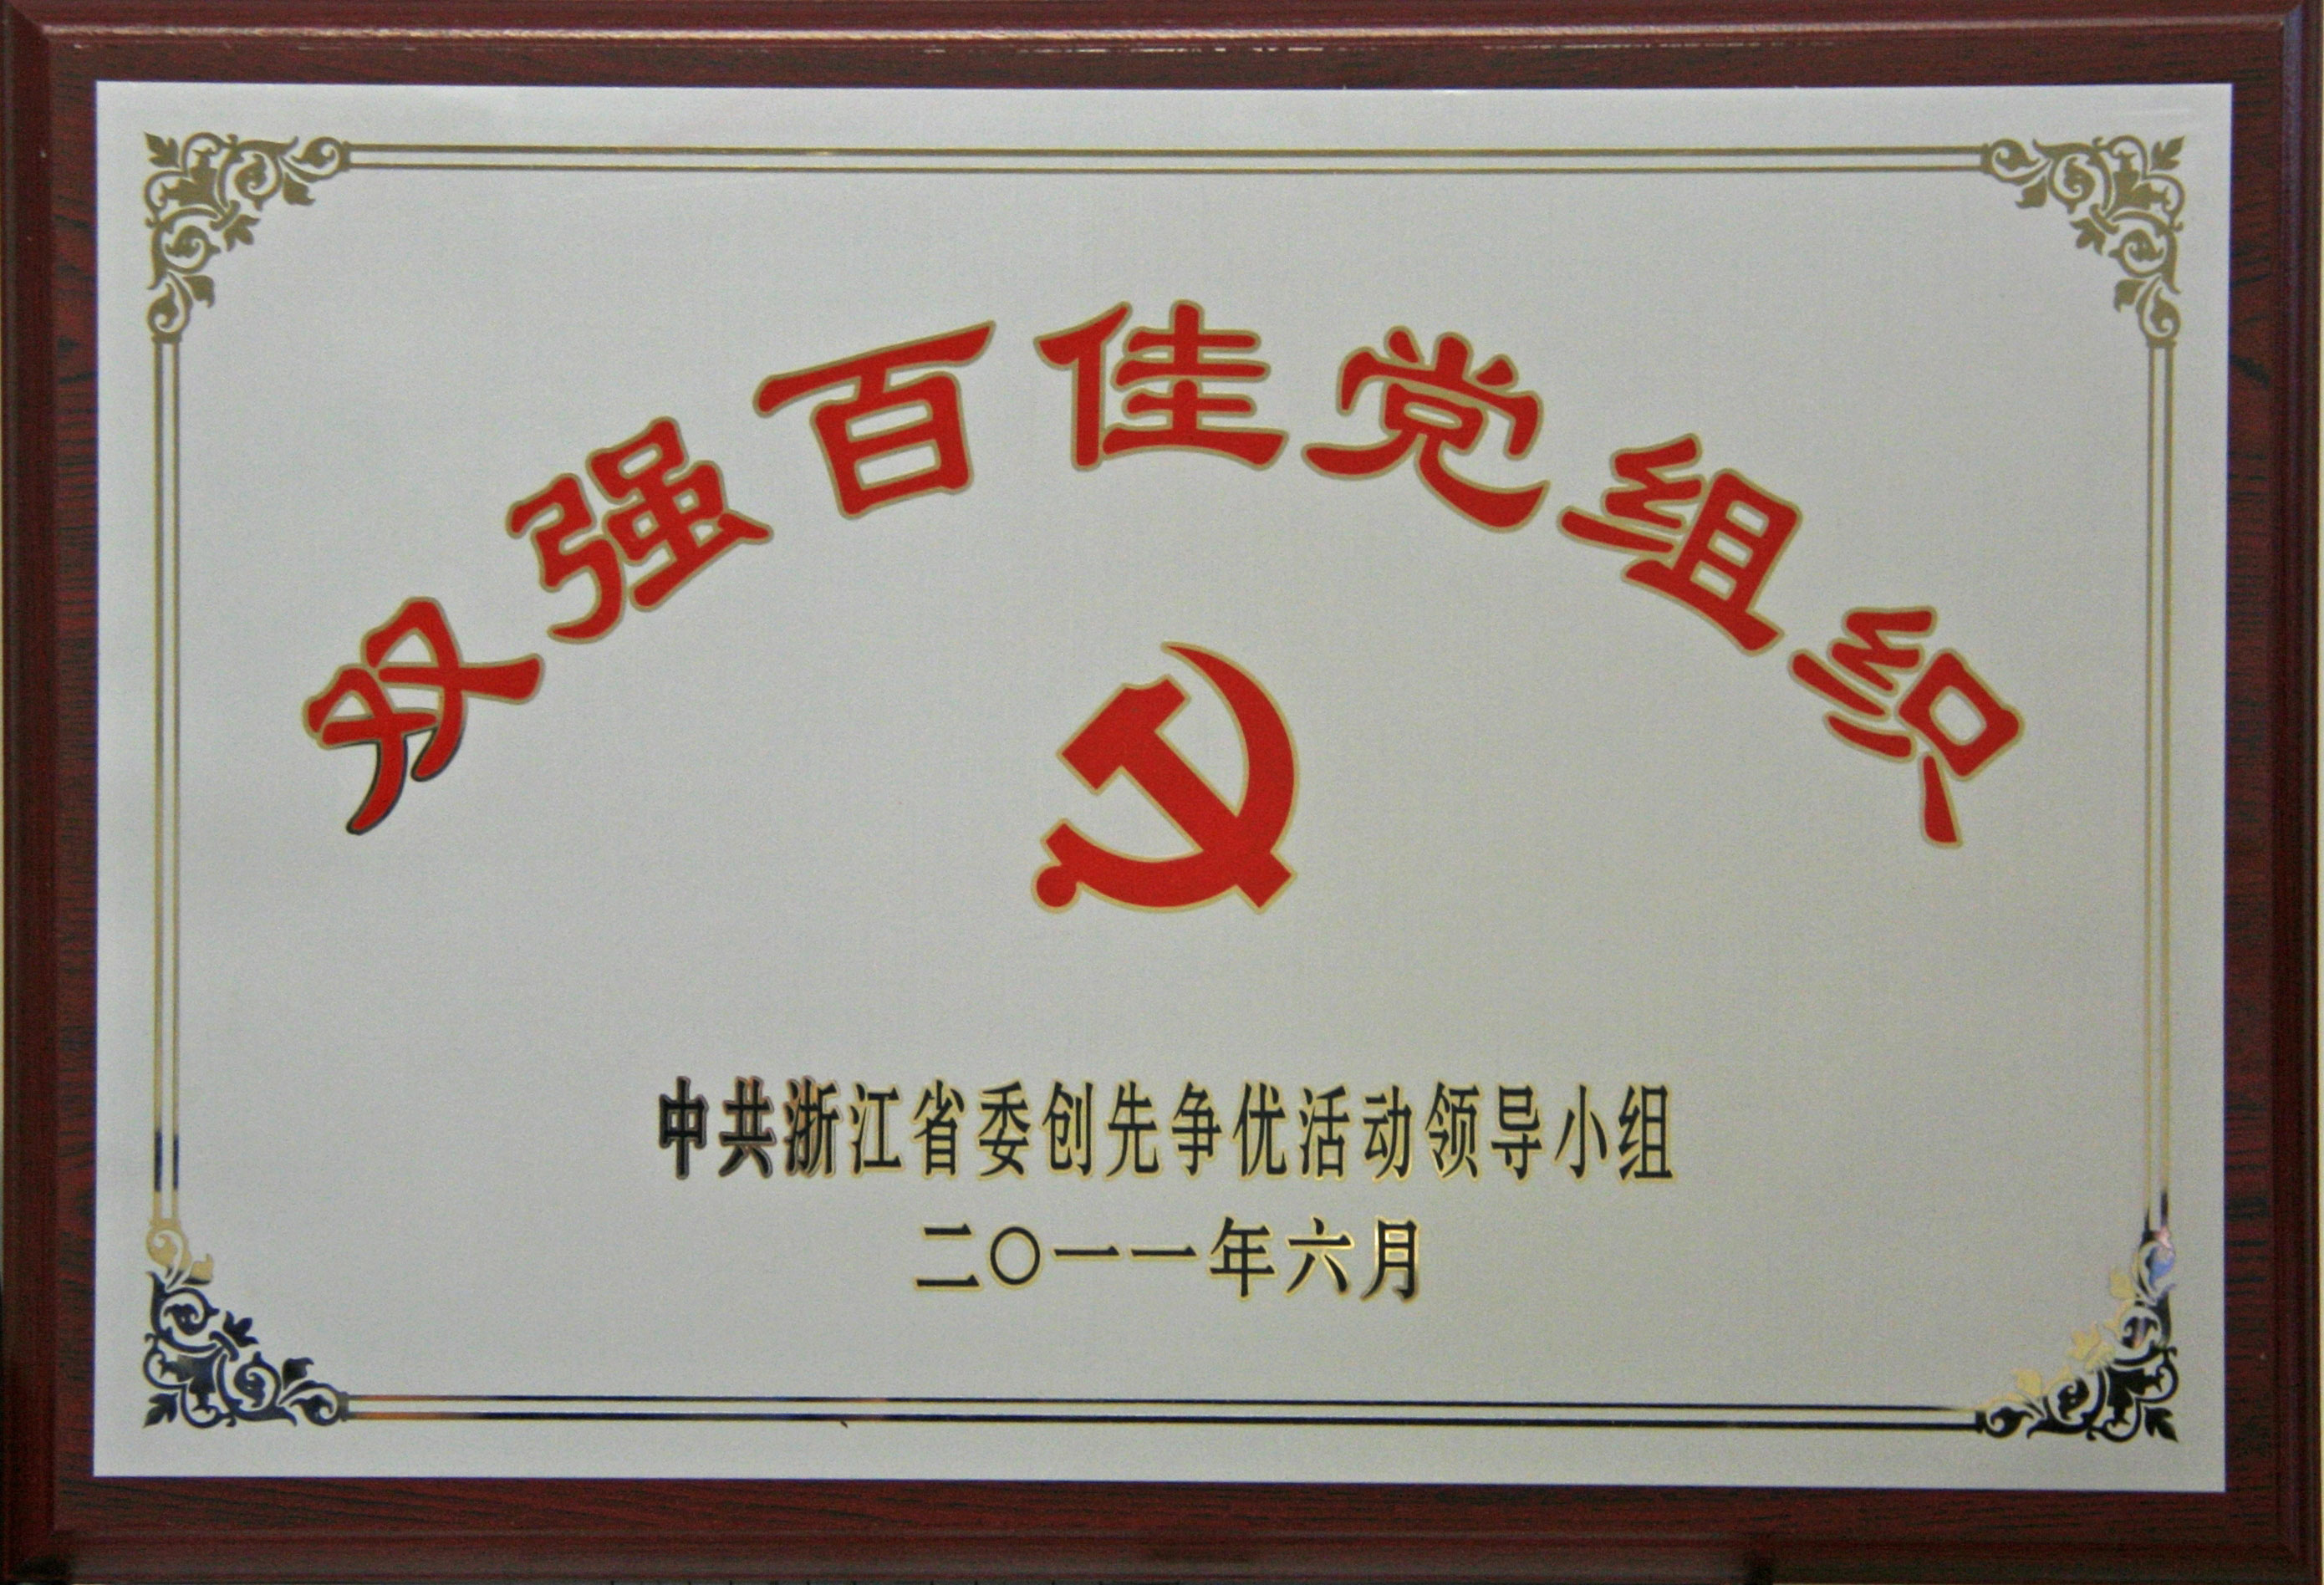 双强百佳党组织
中共浙江省委创先争优活动领导小组
二〇一一年六月